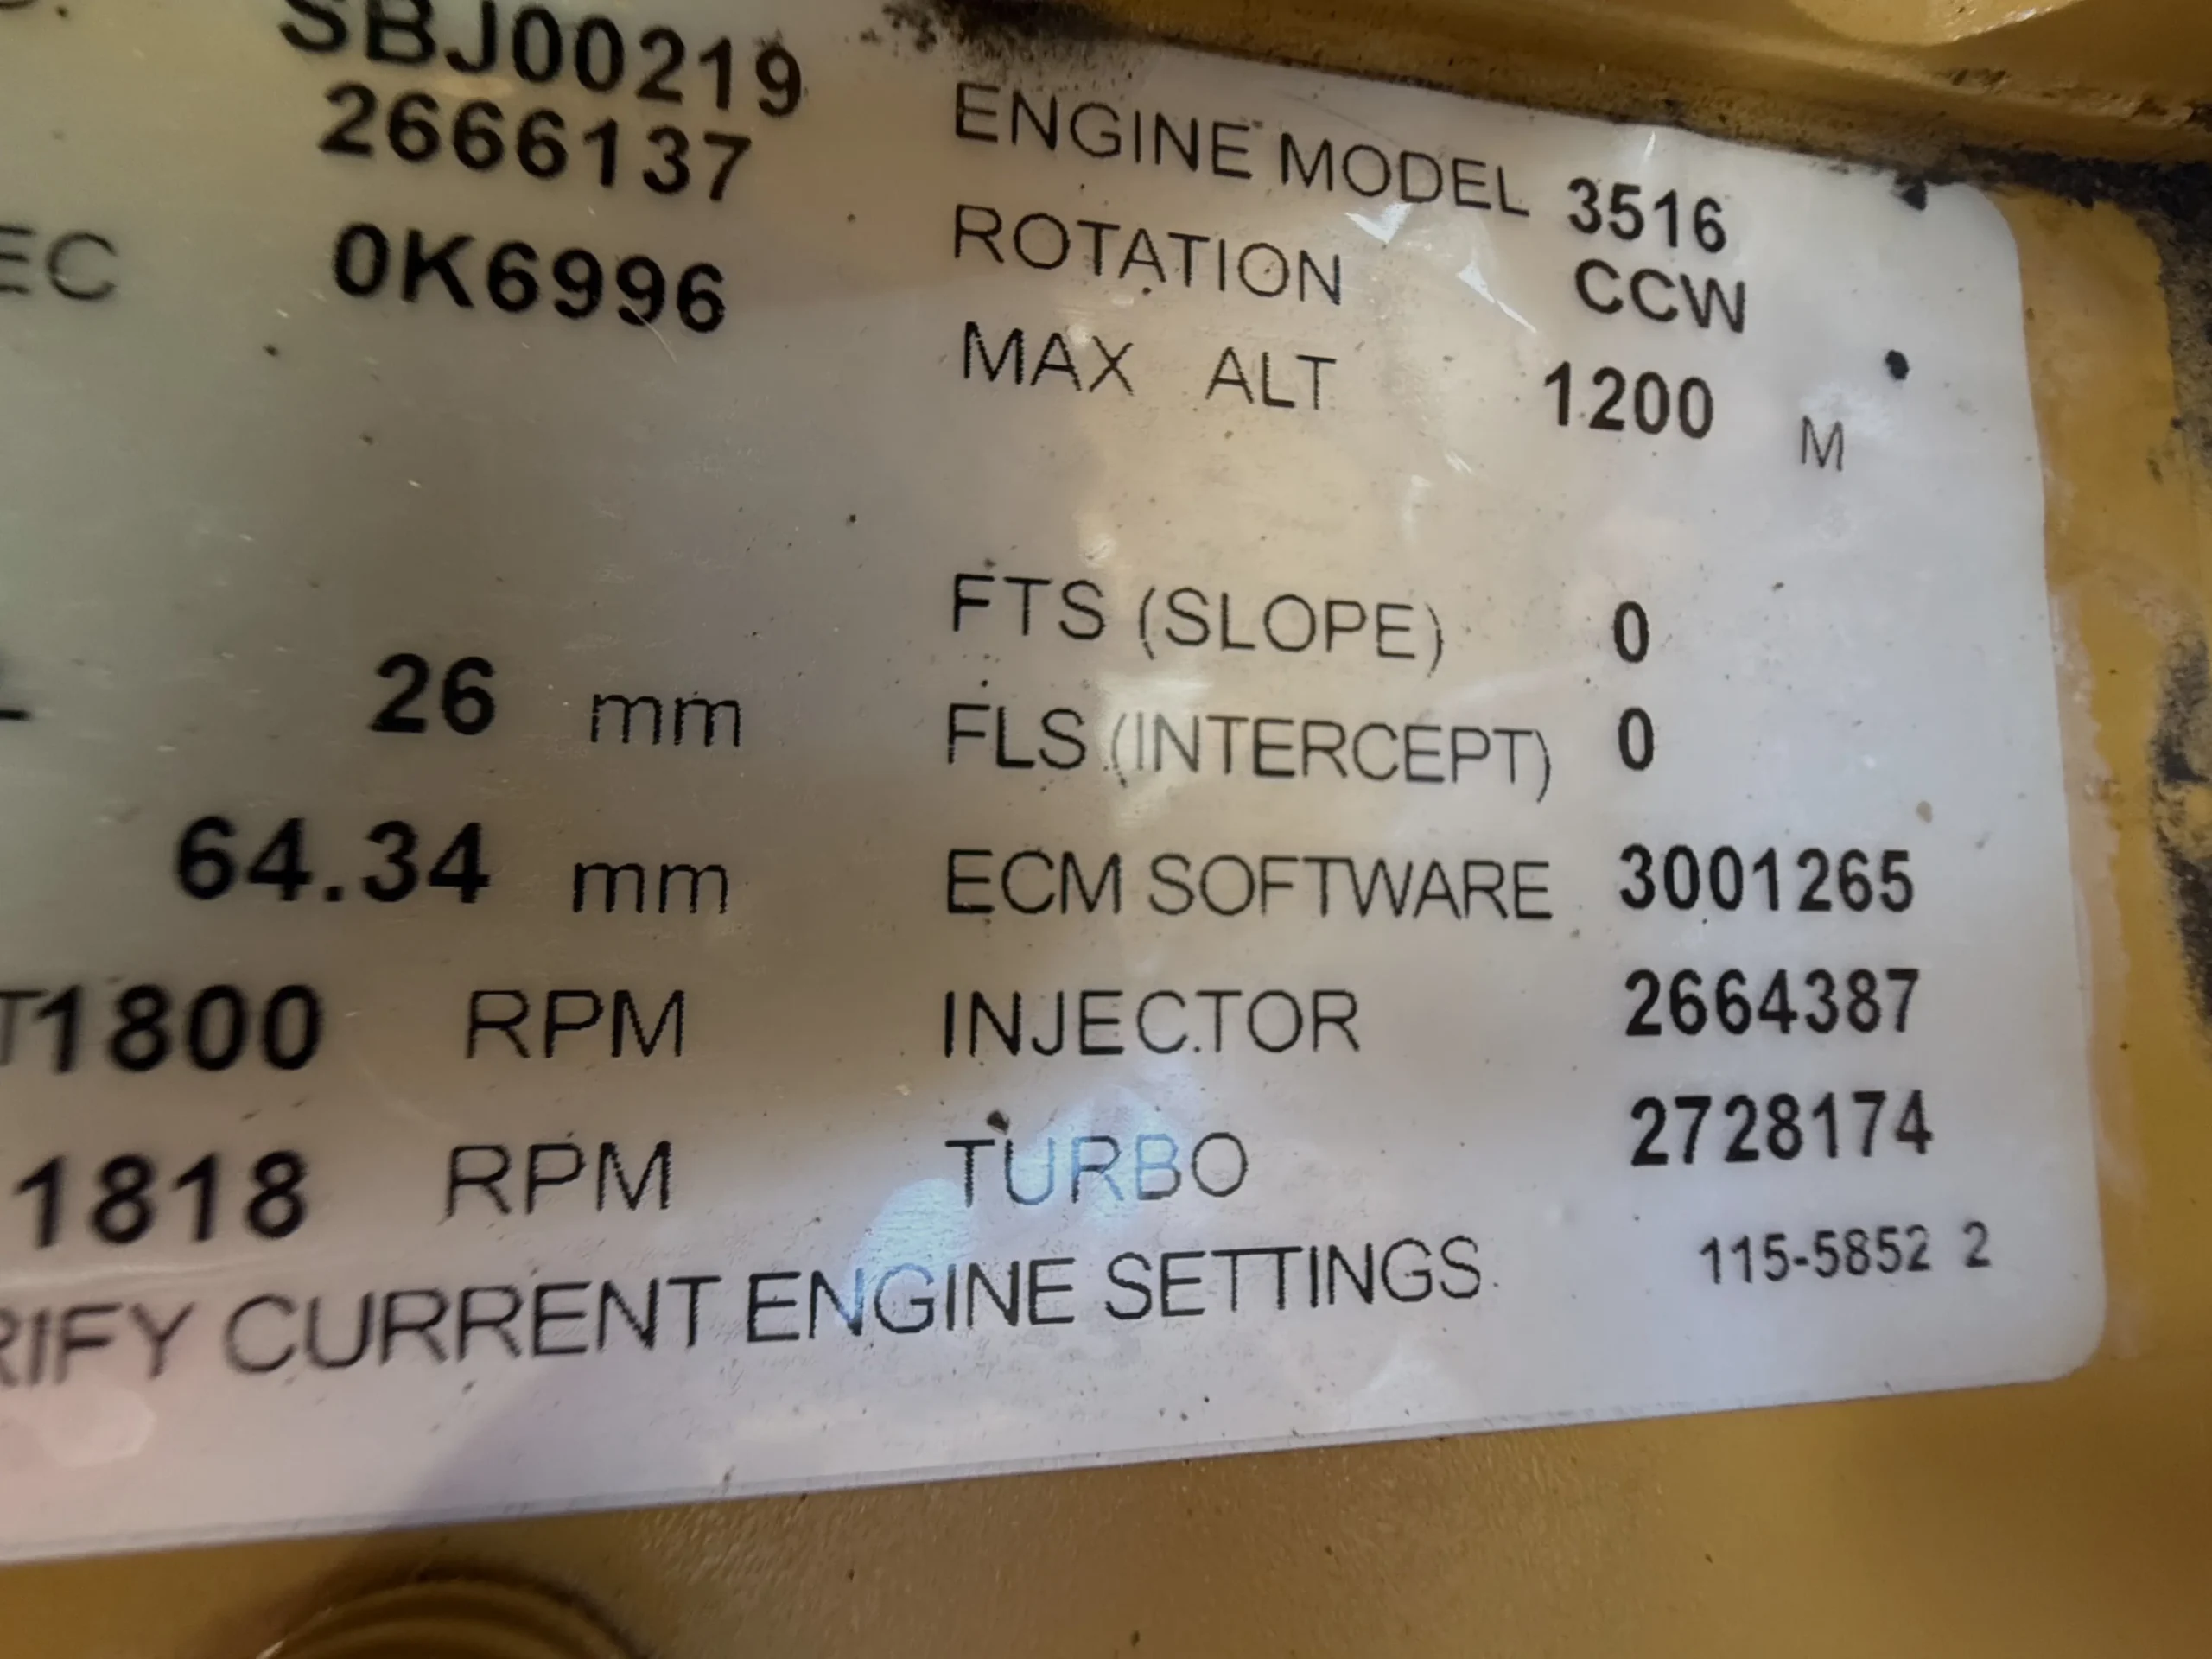 SBJ00219
2666137 ENGINE MODEL 3516
EC 0K6996 ROTATION CCW
MAX ALT 1200 M
FTS (SLOPE) 0
26 mm FLS (INTERCEPT) 0
64.34 mm ECM SOFTWARE 3001265
T1800 RPM INJECTOR 2664387
1818 RPM TURBO 2728174
RIFY CURRENT ENGINE SETTINGS 115-5852 2